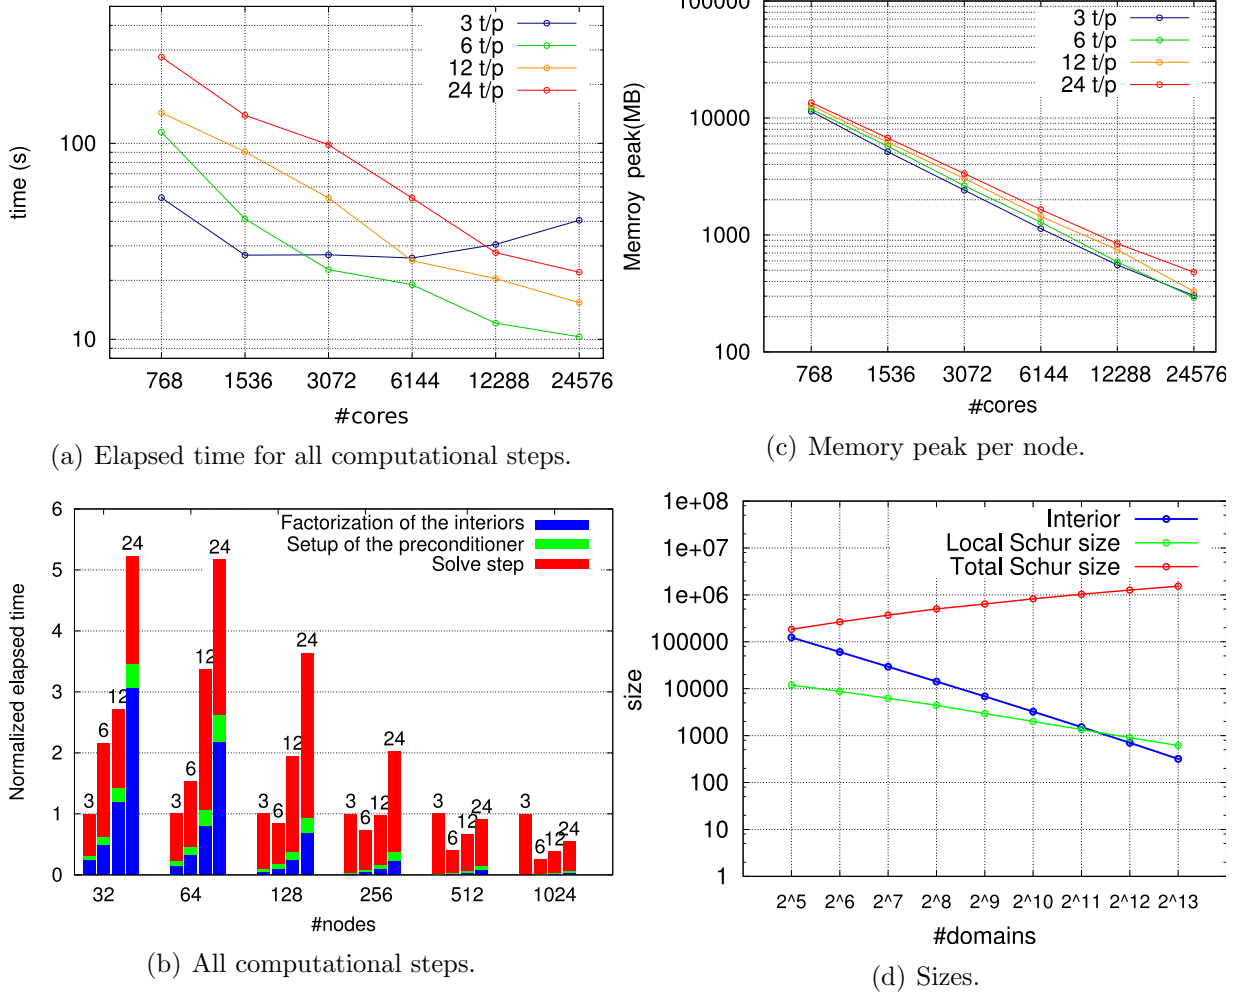 3 t/p
6 t/p
12 t/p
24 t/p
100
10
time (s)
768 1536 3072 6144 12288 24576
#cores
(a) Elapsed time for all computational steps.
100000
10000
1000
100
Memroy peak(MB)
3 t/p
6 t/p
12 t/p
24 t/p
768 1536 3072 6144 12288 24576
#cores
(c) Memory peak per node.
6
5
4
3
2
1
0
Normalized elapsed time
Factorization of the interiors
Setup of the preconditioner
Solve step
3 6 12 24
3 6 12 24
3 6 12 24
3 6 12 24
3 6 12 24
3 6 12 24
32 64 128 256 512 1024
#nodes
(b) All computational steps.
1e+08
1e+07
1e+06
100000
10000
1000
100
10
1
size
Interior
Local Schur size
Total Schur size
2^5 2^6 2^7 2^8 2^9 2^10 2^11 2^12 2^13
#domains
(d) Sizes.